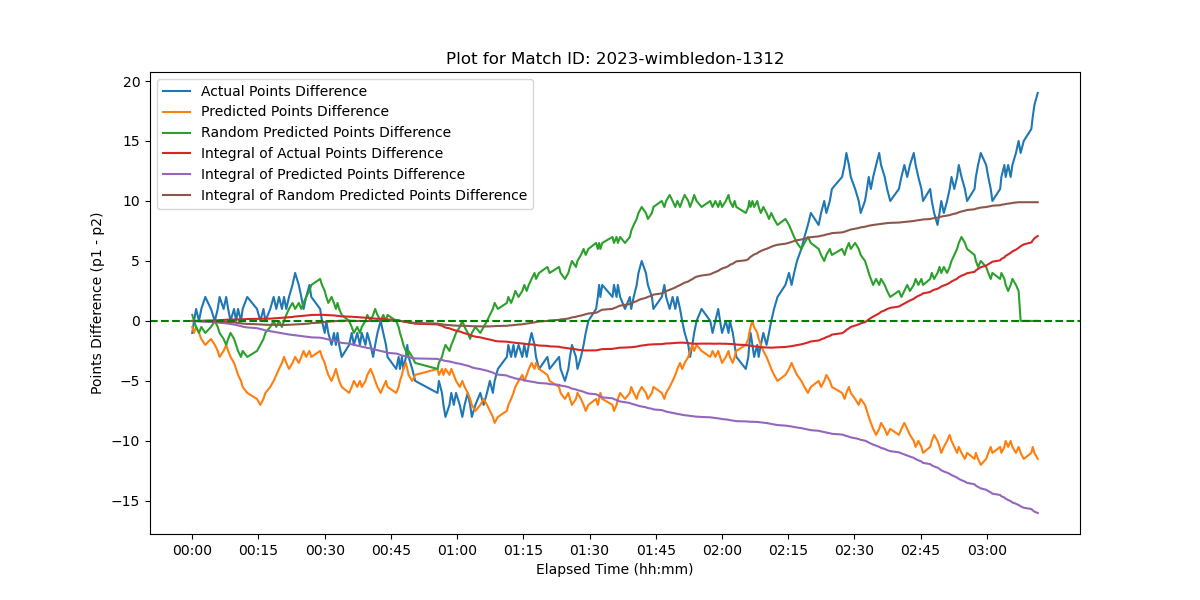 Plot for Match ID: 2023-wimbledon-1312
20
15
10
5
0
−5
−10
−15
Points Difference (p1 - p2)
Actual Points Difference
Predicted Points Difference
Random Predicted Points Difference
Integral of Actual Points Difference
Integral of Predicted Points Difference
Integral of Random Predicted Points Difference
00:00 00:15 00:30 00:45 01:00 01:15 01:30 01:45 02:00 02:15 02:30 02:45 03:00
Elapsed Time (hh:mm)